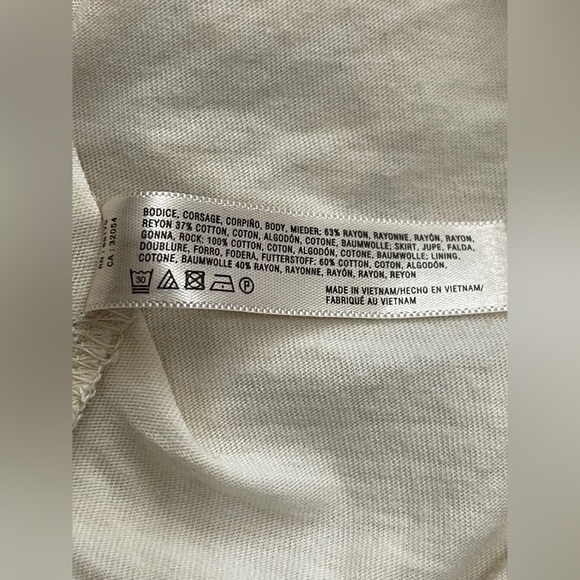 BODICE, CORSAGE, CORPIÑO, BODY, MIEDER: 63% RAYON, RAYONNE, RAYÓN, RAYON,
REYON 37% COTTON, COTON, ALGODÓN, COTONE, BAUMWOLLE; SKIRT, JUPE, FALDA,
GONNA, ROCK: 100% COTTON, COTON, ALGODÓN, COTONE, BAUMWOLLE; LINING,
DOUBLURE, FORRO, FODERA, FUTTERSTOFF: 60% COTTON, COTON, ALGODÓN,
COTONE, BAUMWOLLE 40% RAYON, RAYONNE, RAYÓN, RAYON, REYON
30
P
MADE IN VIETNAM/HECHO EN VIETNAM/
FABRIQUÉ AU VIETNAM
CA : 32054